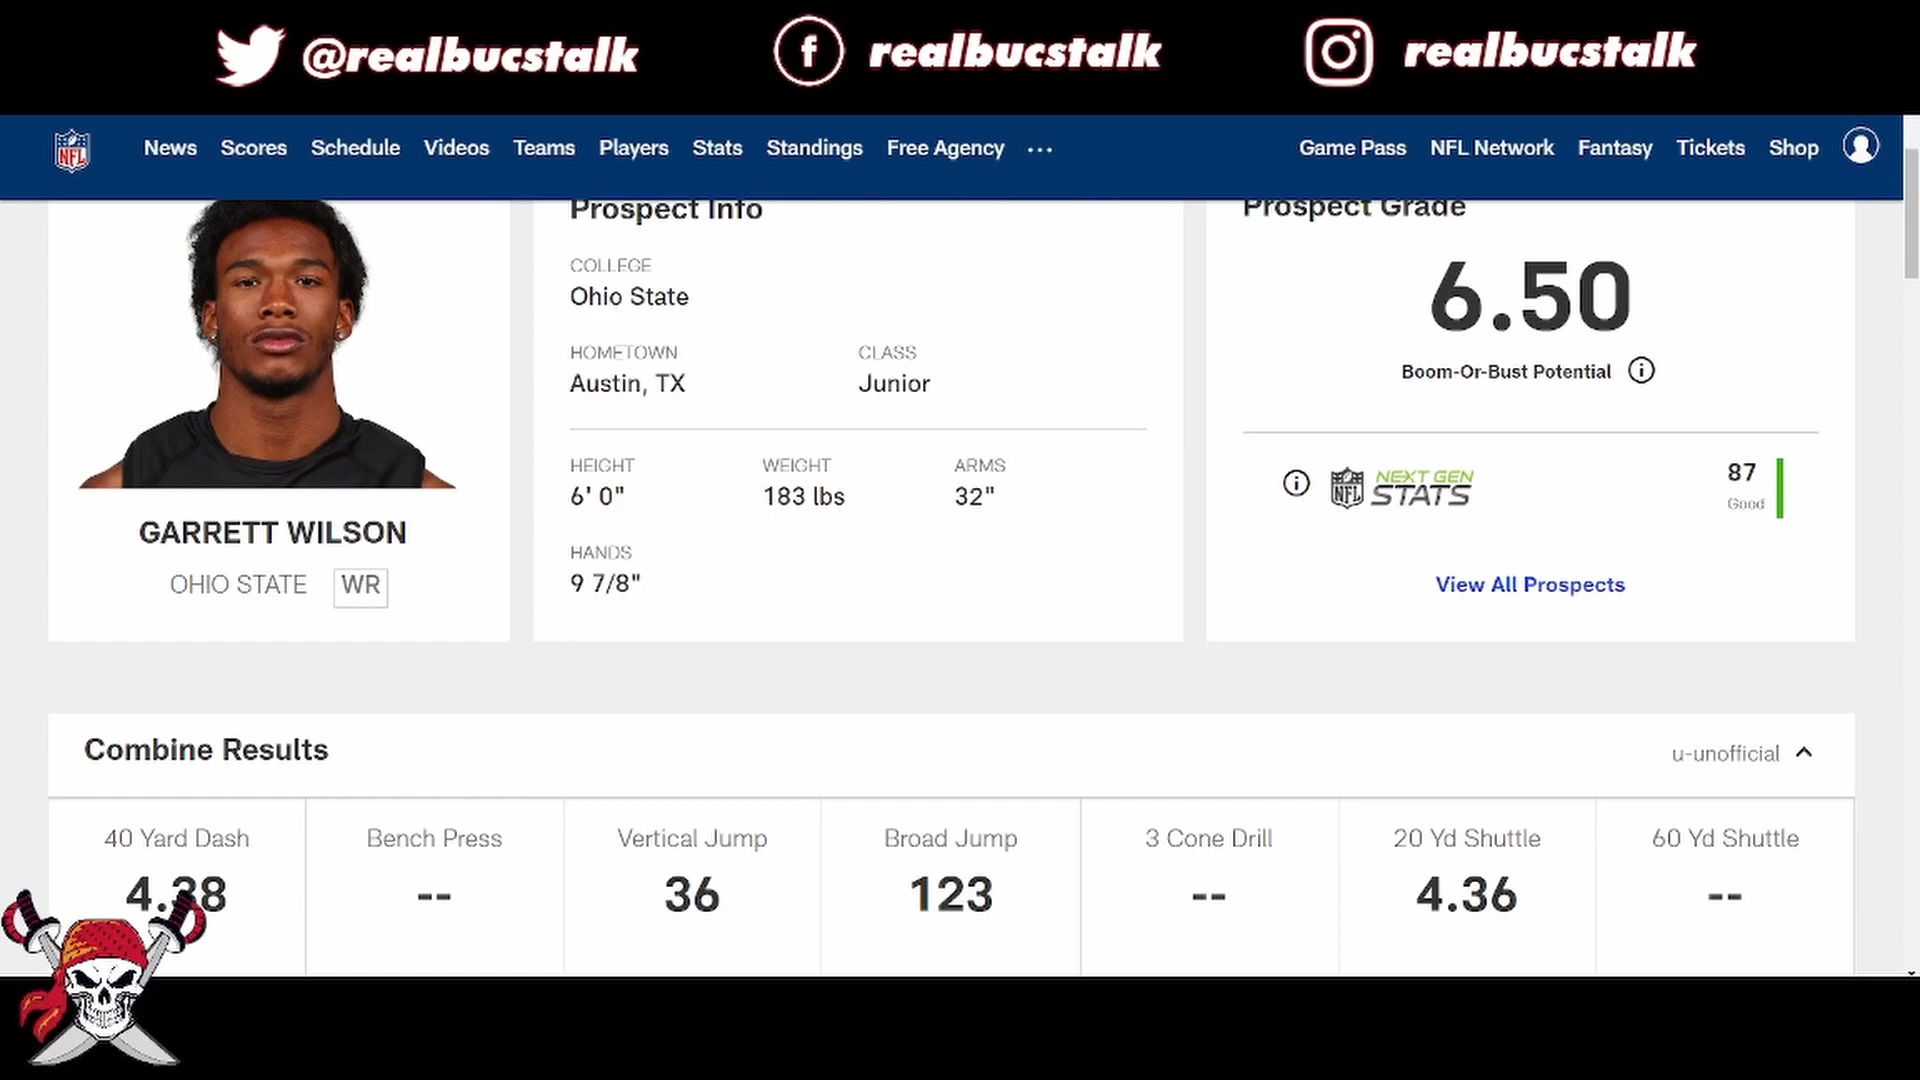 @realbucstalk realbucstalk realbucstalk
NFL News Scores Schedule Videos Teams Players Stats Standings Free Agency ... Game Pass NFL Network Fantasy Tickets Shop
Prospect Info
COLLEGE
Ohio State
HOMETOWN CLASS
Austin, TX Junior
HEIGHT WEIGHT ARMS
6' 0" 183 lbs 32"
HANDS
9 7/8"
GARRETT WILSON
OHIO STATE WR
Prospect Grade
6.50
Boom-Or-Bust Potential
NFL NEXT GEN STATS 87
Good
View All Prospects
Combine Results u-unofficial
40 Yard Dash Bench Press Vertical Jump Broad Jump 3 Cone Drill 20 Yd Shuttle 60 Yd Shuttle
4.38 -- 36 123 -- 4.36 --